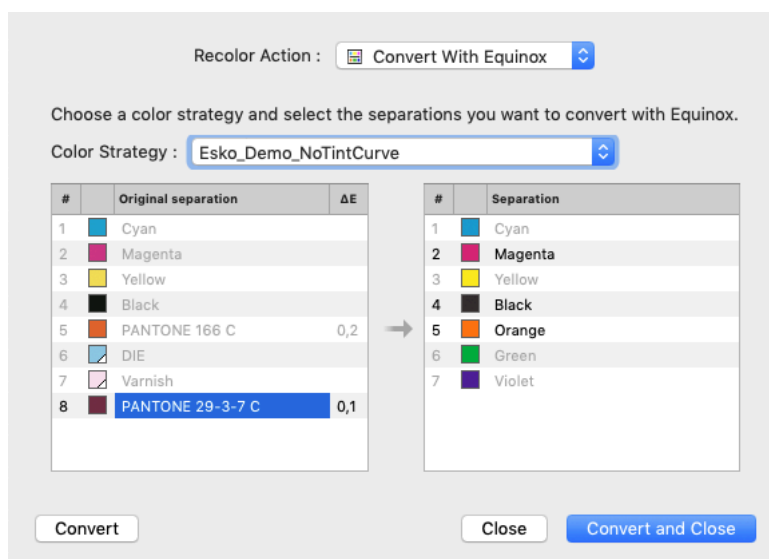 Recolor Action : Convert With Equinox
Choose a color strategy and select the separations you want to convert with Equinox.
Color Strategy : Esko_Demo_NoTintCurve
# Original separation ΔE
1 Cyan
2 Magenta
3 Yellow
4 Black
5 PANTONE 166 C 0,2
6 DIE
7 Varnish
8 PANTONE 29-3-7 C 0,1
# Separation
1 Cyan
2 Magenta
3 Yellow
4 Black
5 Orange
6 Green
7 Violet
Convert Close Convert and Close